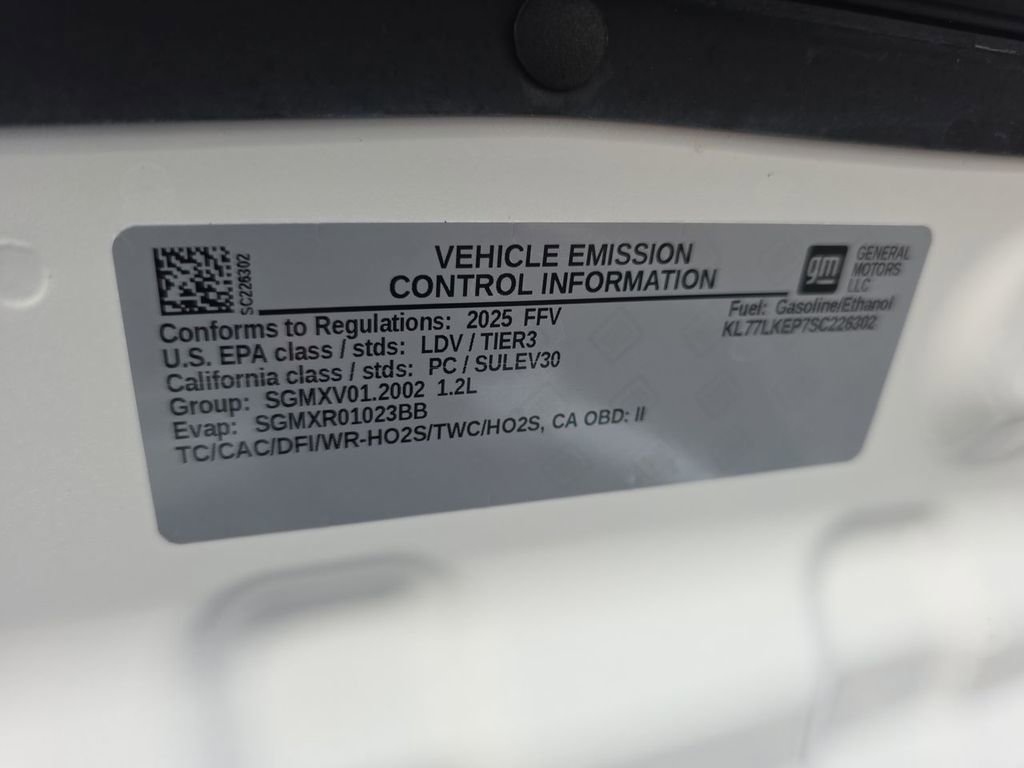 SC226302
VEHICLE EMISSION
CONTROL INFORMATION
gm
GENERAL
MOTORS
LLC
Fuel: Gasoline/Ethanol
KL77LKEP7SC226302
Conforms to Regulations: 2025 FFV
U.S. EPA class / stds: LDV / TIER3
California class / stds: PC / SULEV30
Group: SGMXV01.2002 1.2L
Evap: SGMXR01023BB
TC/CAC/DFI/WR-HO2S/TWC/HO2S, CA OBD: II